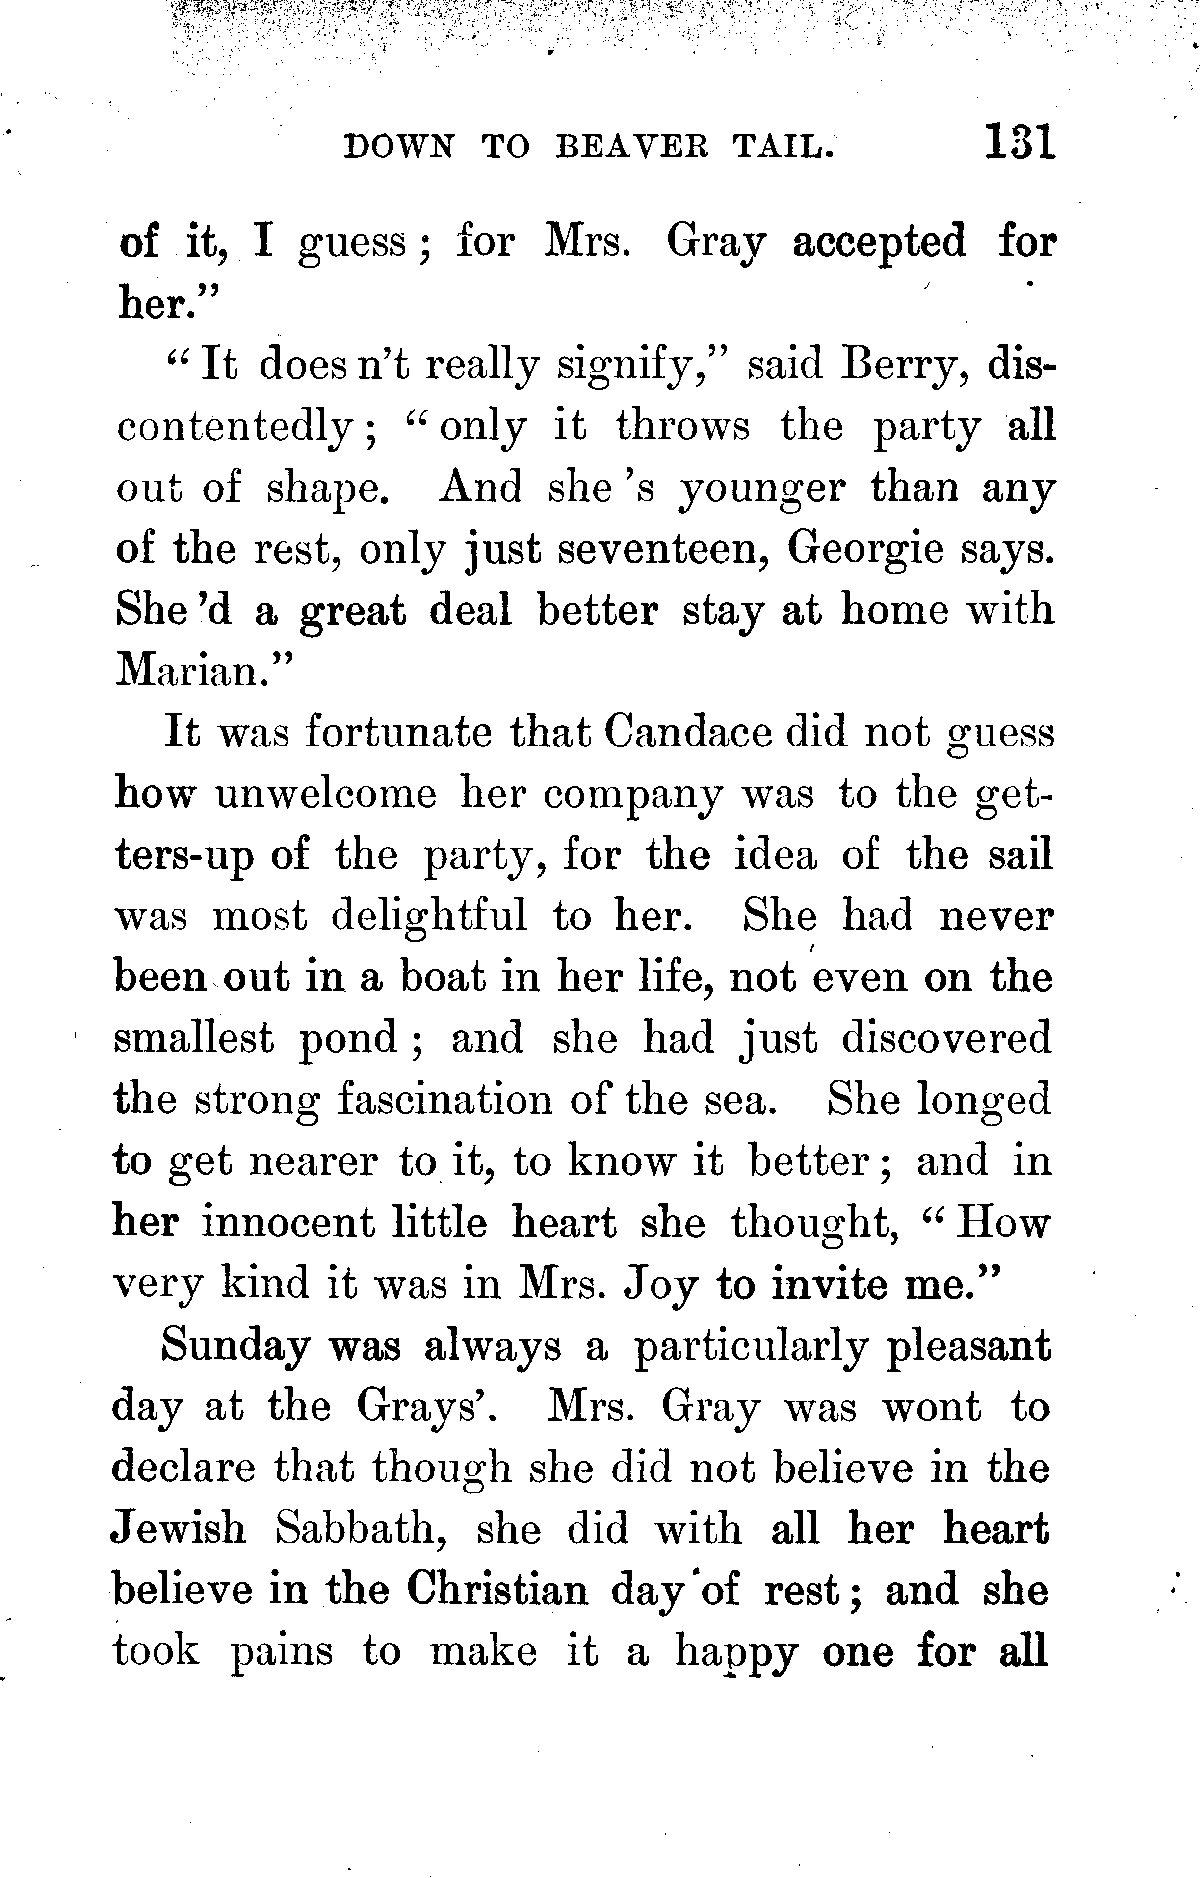 DOWN TO BEAVER TAIL. 131
of it, I guess ; for Mrs. Gray accepted for
her.”
“ It does n’t really signify,” said Berry, dis-
contentedly ; “ only it throws the party all
out of shape. And she ’s younger than any
of the rest, only just seventeen, Georgie says.
She ’d a great deal better stay at home with
Marian.”
It was fortunate that Candace did not guess
how unwelcome her company was to the get-
ters-up of the party, for the idea of the sail
was most delightful to her. She had never
been out in a boat in her life, not even on the
smallest pond ; and she had just discovered
the strong fascination of the sea. She longed
to get nearer to it, to know it better ; and in
her innocent little heart she thought, “ How
very kind it was in Mrs. Joy to invite me.”
Sunday was always a particularly pleasant
day at the Grays’. Mrs. Gray was wont to
declare that though she did not believe in the
Jewish Sabbath, she did with all her heart
believe in the Christian day of rest ; and she
took pains to make it a happy one for all